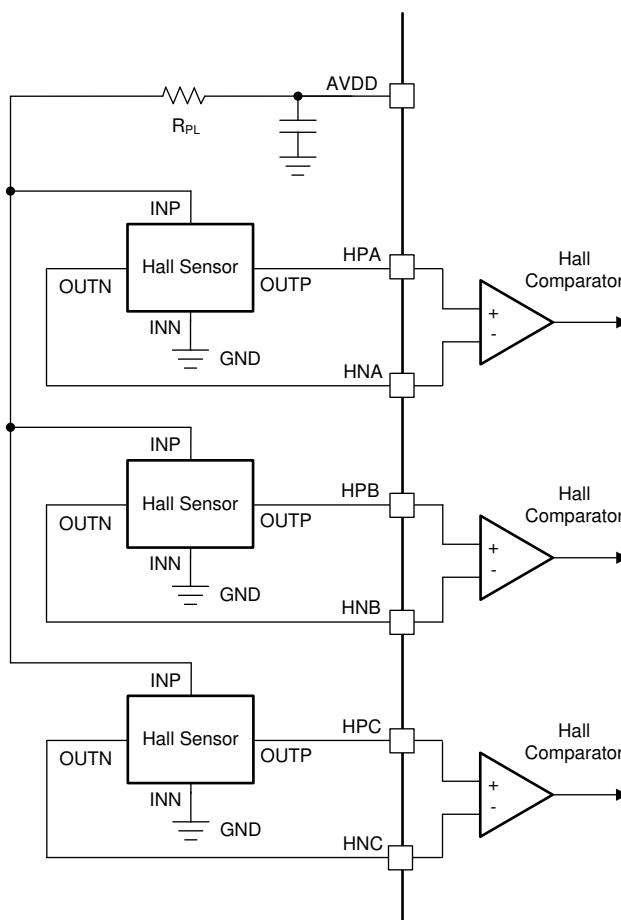 AVDD
RPL
INP
Hall Sensor
OUTN
OUTP
INN
GND
HPA
HNA
Hall
Comparator
+
-
INP
Hall Sensor
OUTN
OUTP
INN
GND
HPB
HNB
Hall
Comparator
+
-
INP
Hall Sensor
OUTN
OUTP
INN
GND
HPC
HNC
Hall
Comparator
+
-